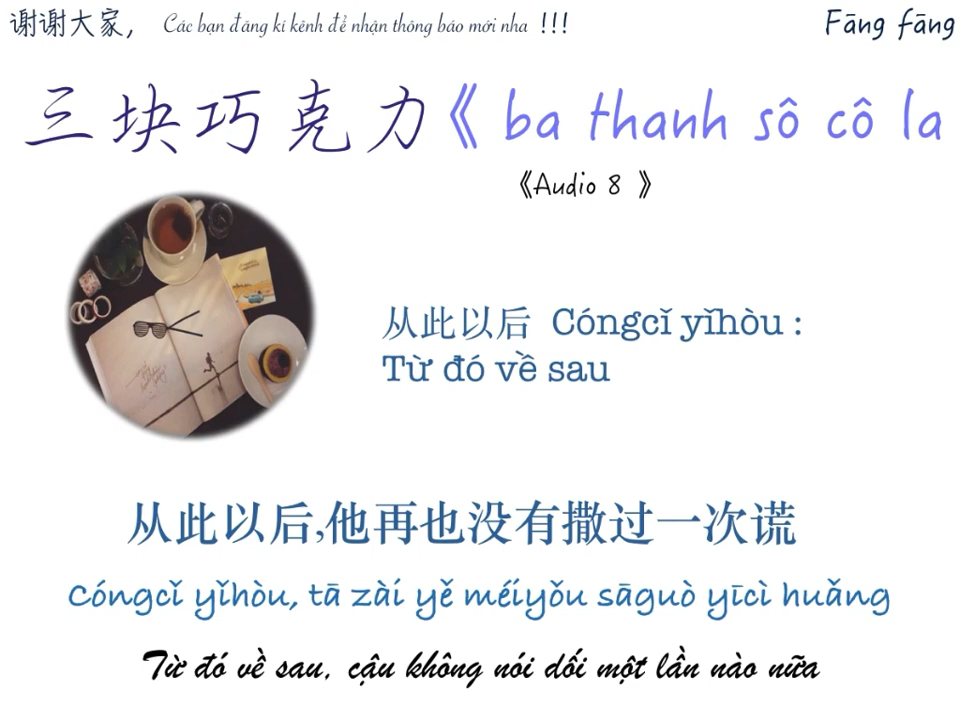 谢谢大家, Các bạn đăng kí kênh để nhận thông báo mới nha !!!
Fāng fāng
三块巧克力《 ba thanh sô cô la
《Audio 8 》
从此以后 Cóngcǐ yǐhòu :
Từ đó về sau
从此以后,他再也没有撒过一次谎
Cóngcǐ yǐhòu, tā zàí yě méiyǒu sāguò yīcì huǎng
Từ đó về sau, cậu không nói dối một lần nào nữa